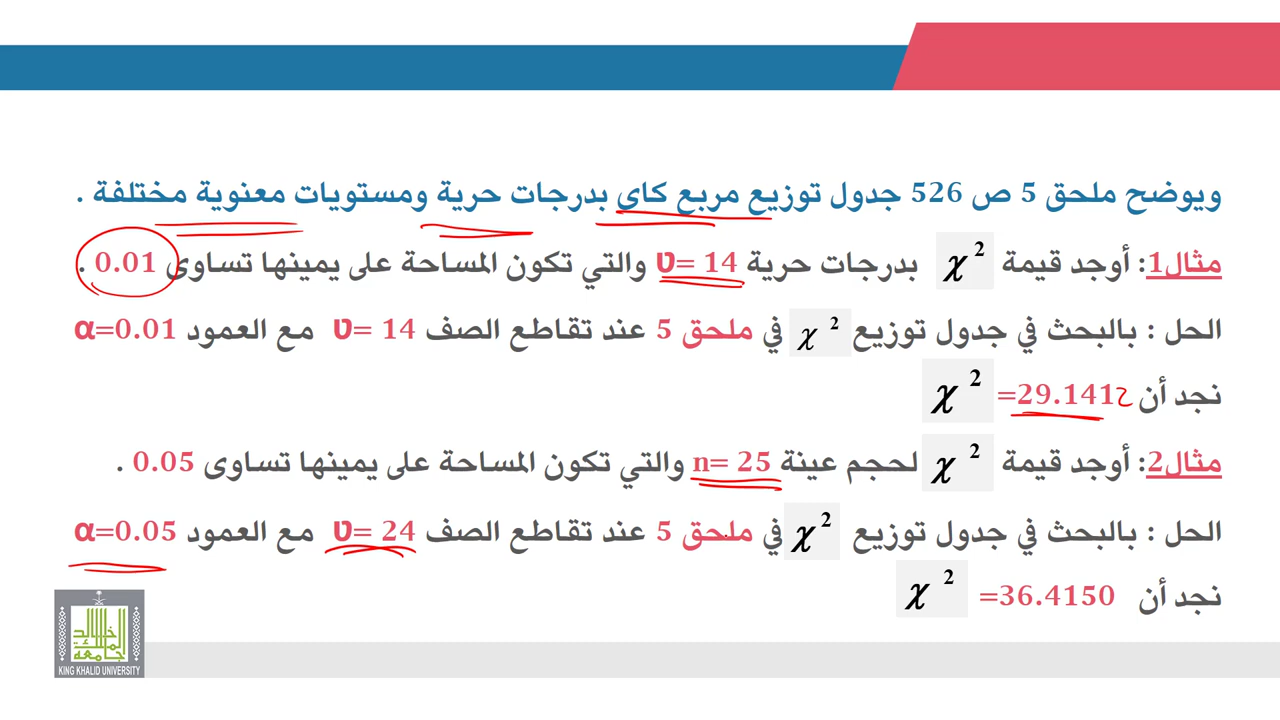 ويوضح ملحق 5 ص 526 جدول توزيع مربع كاي بدرجات حرية ومستويات معنوية مختلفة .
مثال1: أوجد قيمة χ² بدرجات حرية υ= 14 والتي تكون المساحة على يمينها تساوى 0.01 .
الحل : بالبحث في جدول توزيع χ² في ملحق 5 عند تقاطع الصف υ= 14 مع العمود α=0.01
نجد أن χ² =29.141
مثال2: أوجد قيمة χ² لحجم عينة n= 25 والتي تكون المساحة على يمينها تساوى 0.05 .
الحل : بالبحث في جدول توزيع χ² في ملحق 5 عند تقاطع الصف υ= 24 مع العمود α=0.05
نجد أن χ² =36.4150
جامعة الملك خالد
KING KHALID UNIVERSITY